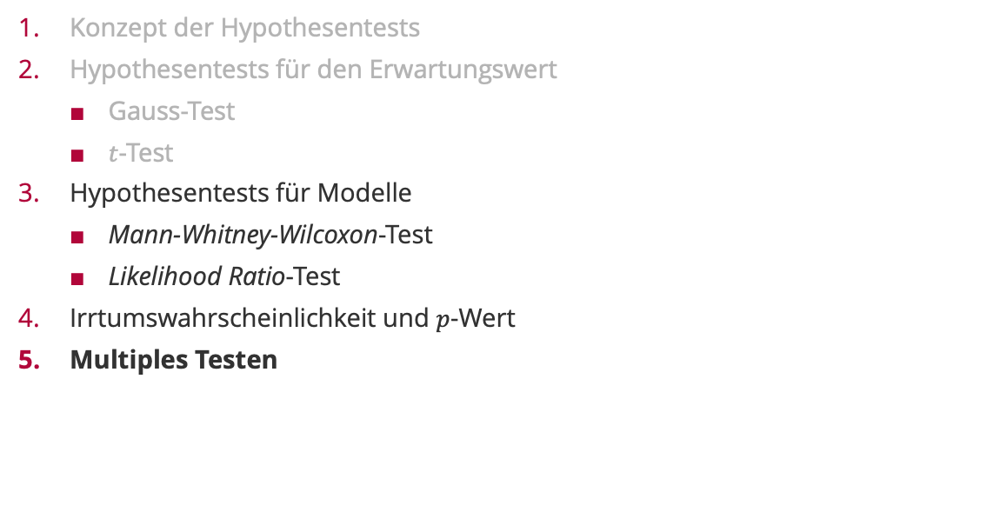 1. Konzept der Hypothesentests
2. Hypothesentests für den Erwartungswert
■ Gauss-Test
■ t-Test
3. Hypothesentests für Modelle
■ Mann-Whitney-Wilcoxon-Test
■ Likelihood Ratio-Test
4. Irrtumswahrscheinlichkeit und p-Wert
5. Multiples Testen